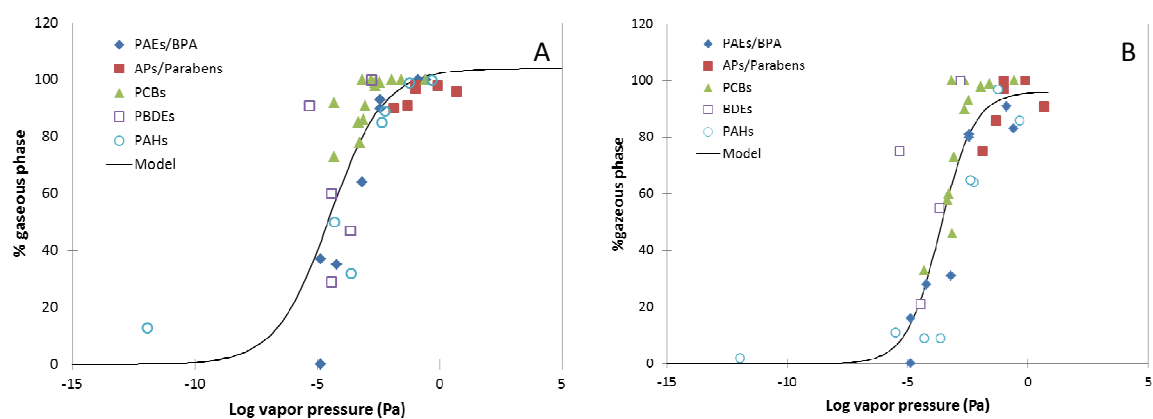 A
120
100
80
60
40
20
0
% gaseous phase
PAEs/BPA
APs/Parabens
PCBs
PBDEs
PAHs
Model
-15
-10
-5
0
5
Log vapor pressure (Pa)
B
120
100
80
60
40
20
0
%gazeous phase
PAEs/BPA
APs/Parabens
PCBs
BDEs
PAHs
Model
-15
-10
-5
0
5
Log vapor pressure (Pa)